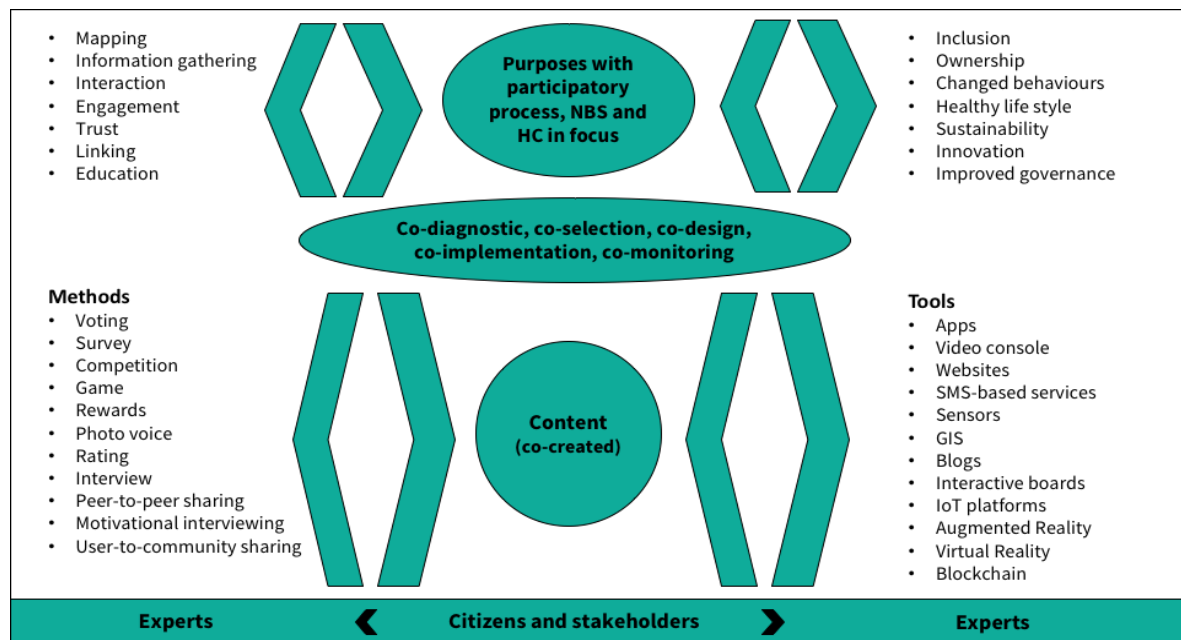 • Mapping
• Information gathering
• Interaction
• Engagement
• Trust
• Linking
• Education
Purposes with
participatory
process, NBS and
HC in focus
• Inclusion
• Ownership
• Changed behaviours
• Healthy life style
• Sustainability
• Innovation
• Improved governance
Co-diagnostic, co-selection, co-design,
co-implementation, co-monitoring
Methods
• Voting
• Survey
• Competition
• Game
• Rewards
• Photo voice
• Rating
• Interview
• Peer-to-peer sharing
• Motivational interviewing
• User-to-community sharing
Content
(co-created)
Tools
• Apps
• Video console
• Websites
• SMS-based services
• Sensors
• GIS
• Blogs
• Interactive boards
• IoT platforms
• Augmented Reality
• Virtual Reality
• Blockchain
Experts Citizens and stakeholders Experts